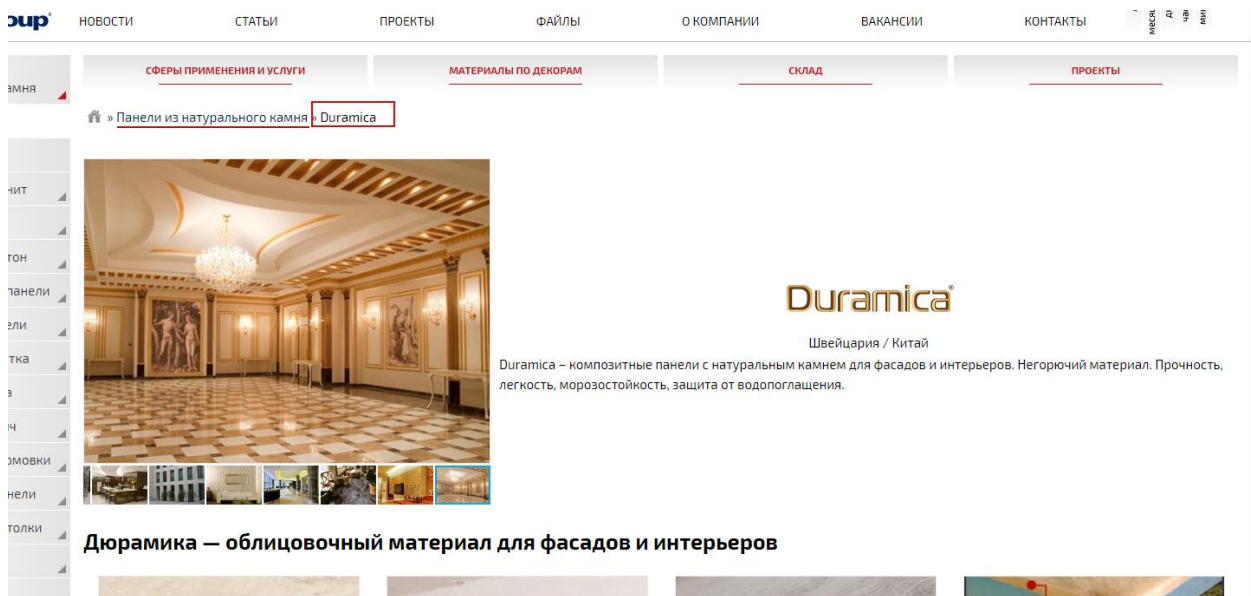 НОВОСТИ СТАТЬИ ПРОЕКТЫ ФАЙЛЫ О КОМПАНИИ ВАКАНСИИ КОНТАКТЫ
СФЕРЫ ПРИМЕНЕНИЯ И УСЛУГИ МАТЕРИАЛЫ ПО ДЕКОРАМ СКЛАД ПРОЕКТЫ
» Панели из натурального камня » Duramica
панели
Duramica®
Швейцария / Китай
Duramica – композитные панели с натуральным камнем для фасадов и интерьеров. Негорючий материал. Прочность,
легкость, морозостойкость, защита от водопоглащения.
Дюрамика — облицовочный материал для фасадов и интерьеров